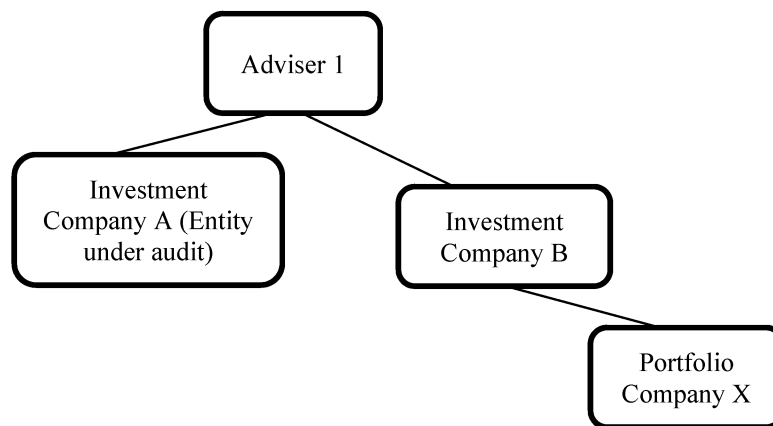 Adviser 1
Investment
Company A (Entity
under audit)
Investment
Company B
Portfolio
Company X